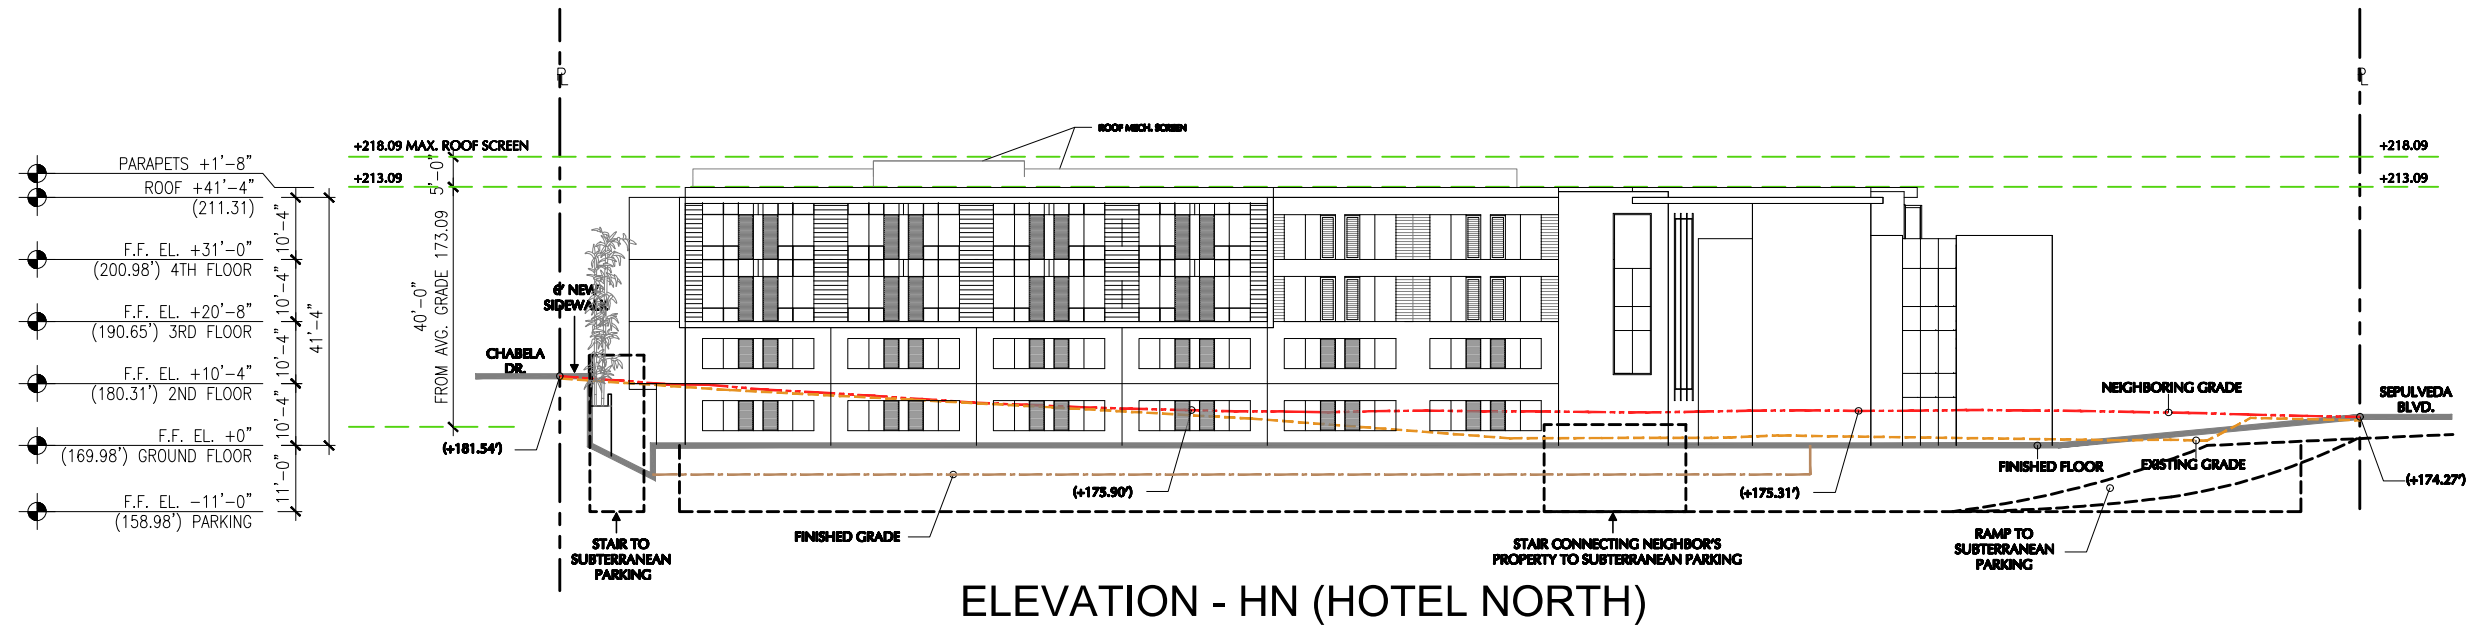 PARAPETS +1'-8"
ROOF +41'-4"
(211.31)
F.F. EL. +31'-0"
(200.98') 4TH FLOOR
F.F. EL. +20'-8"
(190.65') 3RD FLOOR
F.F. EL. +10'-4"
(180.31') 2ND FLOOR
F.F. EL. +0"
(169.98') GROUND FLOOR
F.F. EL. -11'-0"
(158.98') PARKING
10'-4"
10'-4"
10'-4"
10'-4"
11'-0"
41'-4"
+218.09 MAX. ROOF SCREEN
+213.09
5'-0"
40'-0"
FROM AVG. GRADE 173.09
PL
ROOF MECH. SCREEN
PL
+218.09
+213.09
6' NEW
SIDEWALK
CHABELA
DR.
(+181.54')
STAIR TO
SUBTERRANEAN
PARKING
FINISHED GRADE
(+175.90')
STAIR CONNECTING NEIGHBOR'S
PROPERTY TO SUBTERRANEAN PARKING
(+175.31')
NEIGHBORING GRADE
SEPULVEDA
BLVD.
FINISHED FLOOR
EXISTING GRADE
(+174.27')
RAMP TO
SUBTERRANEAN
PARKING
ELEVATION - HN (HOTEL NORTH)